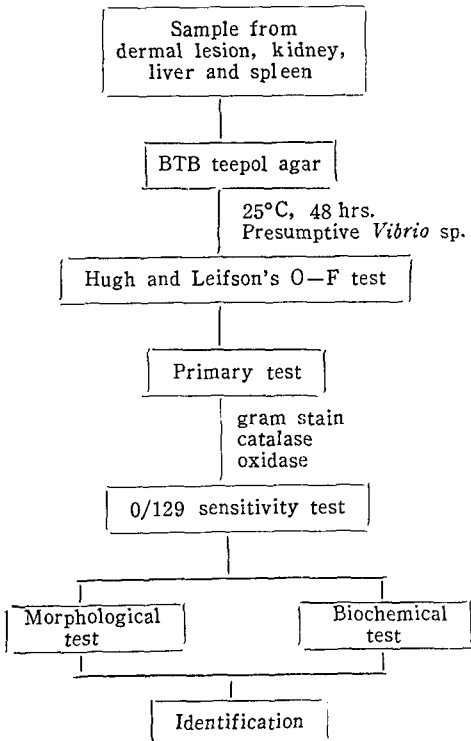 Sample from
dermal lesion, kidney,
liver and spleen
BTB teepol agar
25°C, 48 hrs.
Presumptive Vibrio sp.
Hugh and Leifson's O—F test
Primary test
gram stain
catalase
oxidase
0/129 sensitivity test
Morphological
test
Biochemical
test
Identification